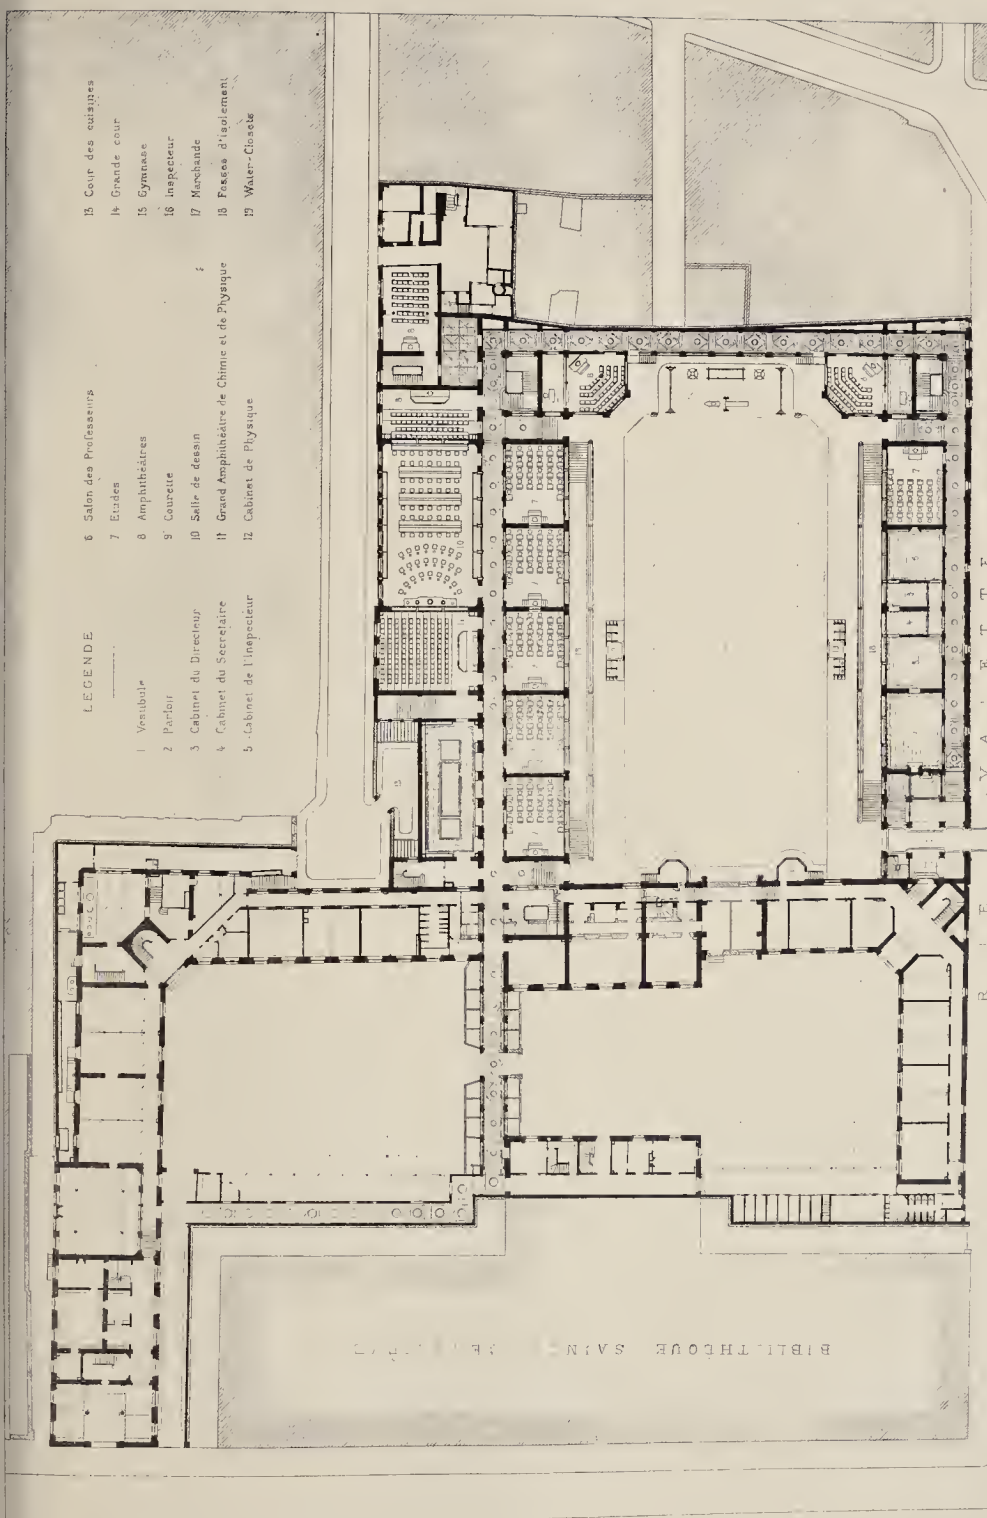 LEGENDE
1 Vestibule
2 Parloir
3 Cabinet du Directeur
4 Cabinet du Secretaire
5 Cabinet de l'Inspecteur
6 Salon des Professeurs
7 Etudes
8 Amphithéâtres
9 Courette
10 Salle de dessin
11 Grand Amphithéâtre de Chimie et de Physique
12 Cabinet de Physique
13 Cour des cuisines
14 Grande cour
15 Gymnase
16 Inspecteur
17 Marchande
18 Fosses d'isolement
19 Water-Closets
BIBLIOTHÈQUE